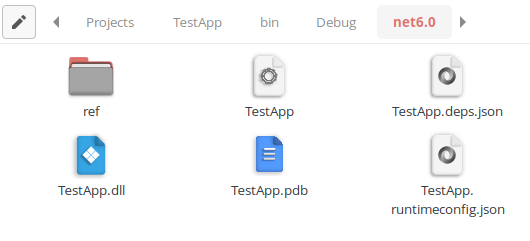 Projects TestApp bin Debug net6.0
ref TestApp TestApp.deps.json
TestApp.dll TestApp.pdb TestApp.
runtimeconfig.json